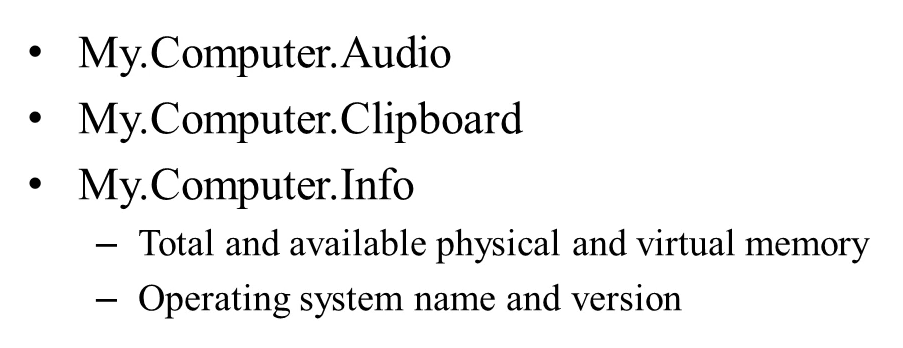 • My.Computer.Audio
• My.Computer.Clipboard
• My.Computer.Info
– Total and available physical and virtual memory
– Operating system name and version